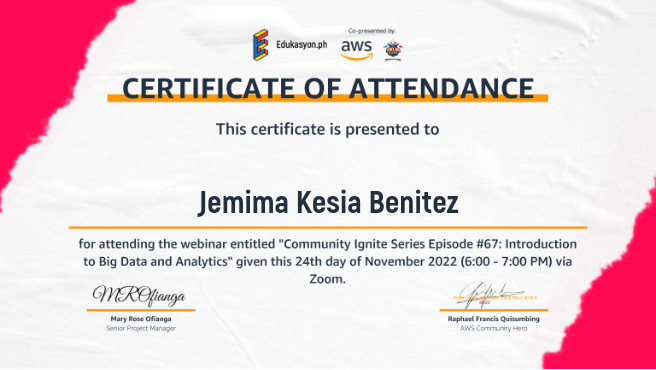 Co-presented by
Edukasyon.ph
aws
CERTIFICATE OF ATTENDANCE
This certificate is presented to
Jemima Kesia Benitez
for attending the webinar entitled "Community Ignite Series Episode #67: Introduction
to Big Data and Analytics" given this 24th day of November 2022 (6:00 - 7:00 PM) via
Zoom.
MROfianga
Mary Rose Ofianga
Senior Project Manager
Raphael Francis Quisumbing
AWS Community Hero